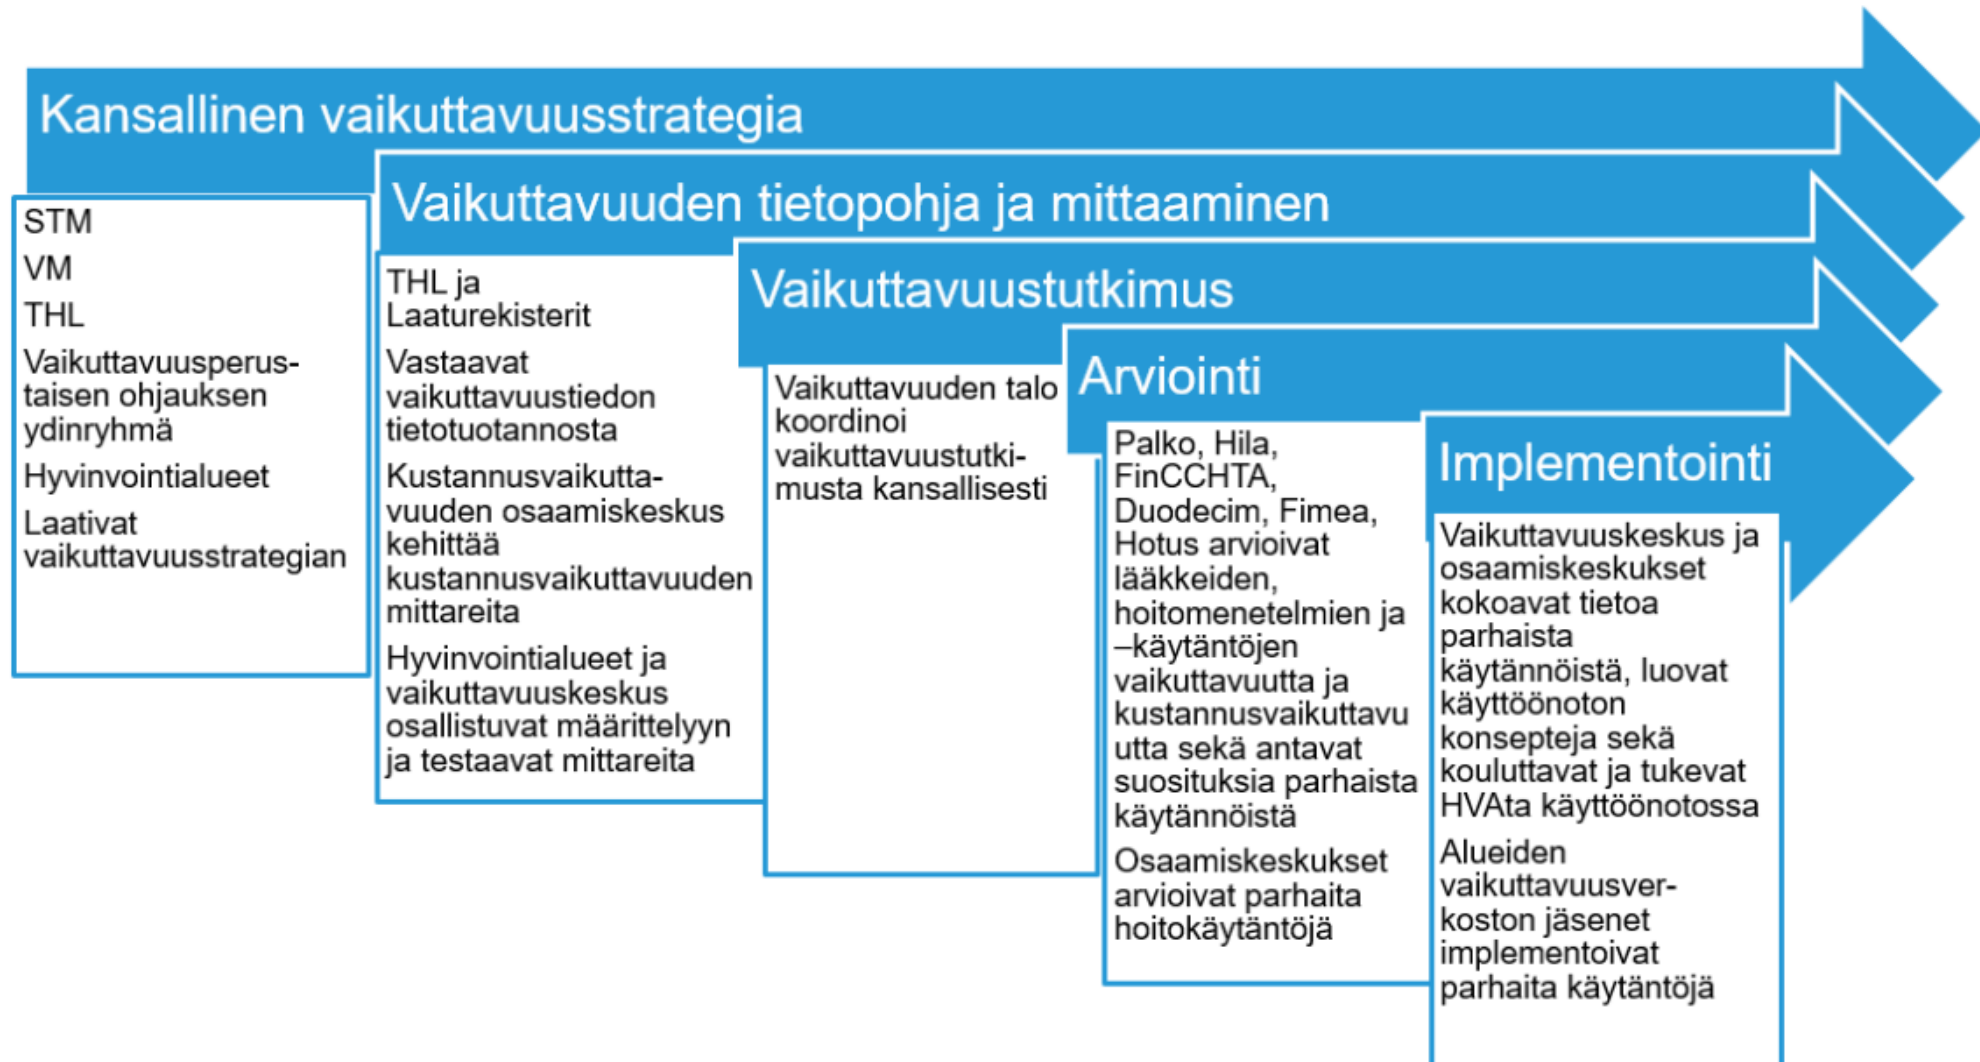 Kansallinen vaikuttavuusstrategia
STM
VM
THL
Vaikuttavuusperus-
taisen ohjauksen
ydinryhmä
Hyvinvointialueet
Laativat
vaikuttavuusstrategian
Vaikuttavuuden tietopohja ja mittaaminen
THL ja
Laaturekisterit
Vastaavat
vaikuttavuustiedon
tietotuotannosta
Kustannusvaikutta-
vuuden osaamiskeskus
kehittää
kustannusvaikuttavuuden
mittareita
Hyvinvointialueet ja
vaikuttavuuskeskus
osallistuvat määrittelyyn
ja testaavat mittareita
Vaikuttavuustutkimus
Vaikuttavuuden talo
koordinoi
vaikuttavuustutki-
musta kansallisesti
Arviointi
Palko, Hila,
FinCCHTA,
Duodecim, Fimea,
Hotus arvioivat
lääkkeiden,
hoitomenetelmien ja
–käytäntöjen
vaikuttavuutta ja
kustannusvaikuttavu
utta sekä antavat
suosituksia parhaista
käytännöistä
Osaamiskeskukset
arvioivat parhaita
hoitokäytäntöjä
Implementointi
Vaikuttavuuskeskus ja
osaamiskeskukset
kokoavat tietoa
parhaista
käytännöistä, luovat
käyttöönoton
konsepteja sekä
kouluttavat ja tukevat
HVAta käyttöönotossa
Alueiden
vaikuttavuusver-
koston jäsenet
implementoivat
parhaita käytäntöjä